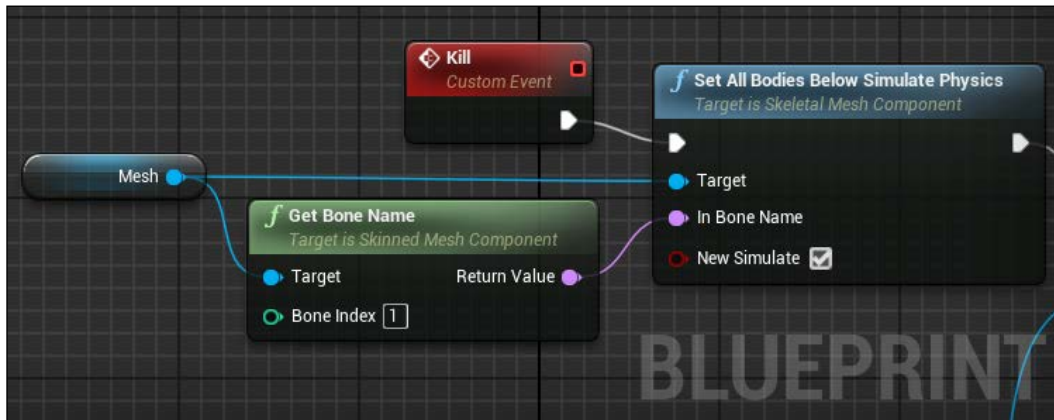 Kill
Custom Event
f Set All Bodies Below Simulate Physics
Target is Skeletal Mesh Component
Mesh
Target
f Get Bone Name
Target is Skinned Mesh Component
In Bone Name
New Simulate
Target Return Value
Bone Index 1
BLUEPRINT